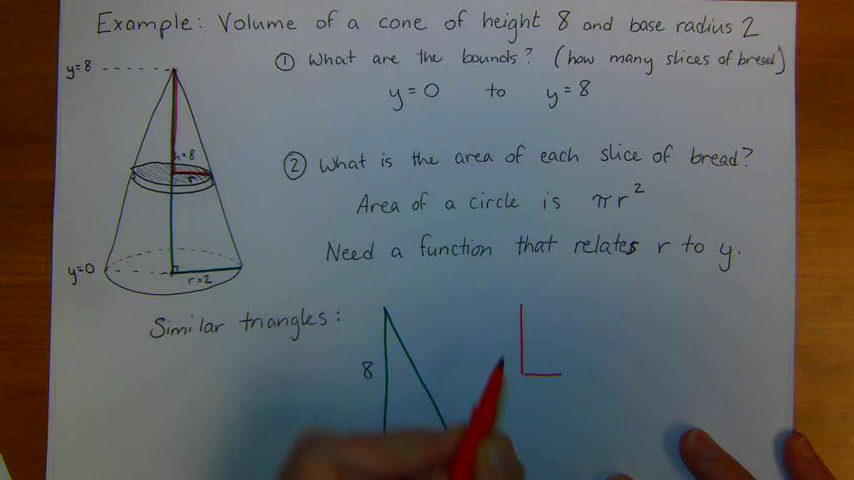 Example: Volume of a cone of height 8 and base radius 2
① What are the bounds? (how many slices of bread)
y=0 to y=8
② What is the area of each slice of bread?
Area of a circle is πr²
Need a function that relates r to y.
y=8
h=8
r
y=0
r=2
Similar triangles:
8